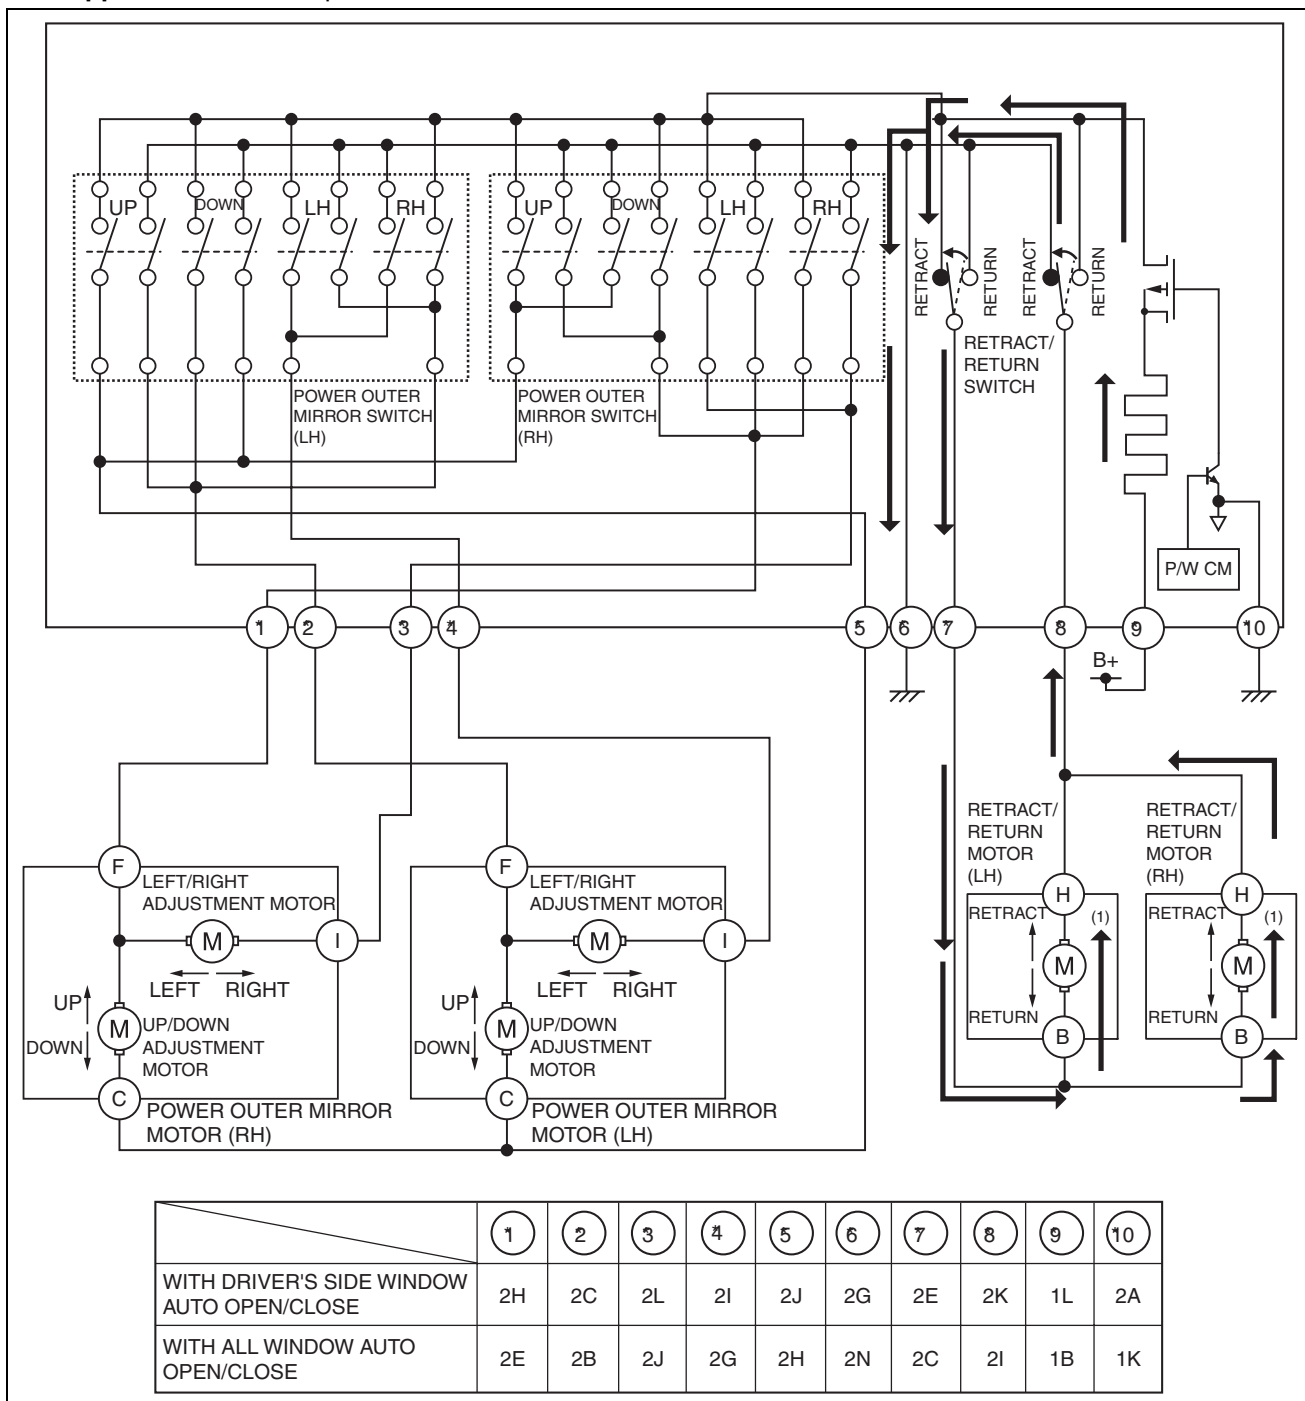 UP DOWN LH RH UP DOWN LH RH
RETRACT RETURN RETRACT RETURN
RETRACT/
RETURN
SWITCH
POWER OUTER
MIRROR SWITCH
(LH)
POWER OUTER
MIRROR SWITCH
(RH)
P/W CM
*1 *2 *3 *4 *5 *6 *7 *8 *9 *10
B+
RETRACT/
RETURN
MOTOR
(LH)
RETRACT/
RETURN
MOTOR
(RH)
F
LEFT/RIGHT
ADJUSTMENT MOTOR
M I
LEFT RIGHT
UP
DOWN
M
UP/DOWN
ADJUSTMENT
MOTOR
C
POWER OUTER MIRROR
MOTOR (RH)
F
LEFT/RIGHT
ADJUSTMENT MOTOR
M I
LEFT RIGHT
UP
DOWN
M
UP/DOWN
ADJUSTMENT
MOTOR
C
POWER OUTER MIRROR
MOTOR (LH)
H
RETRACT (1)
M
RETURN
B
H
RETRACT (1)
M
RETURN
B
*1 *2 *3 *4 *5 *6 *7 *8 *9 *10
WITH DRIVER'S SIDE WINDOW
AUTO OPEN/CLOSE
2H 2C 2L 2I 2J 2G 2E 2K 1L 2A
WITH ALL WINDOW AUTO
OPEN/CLOSE
2E 2B 2J 2G 2H 2N 2C 2I 1B 1K